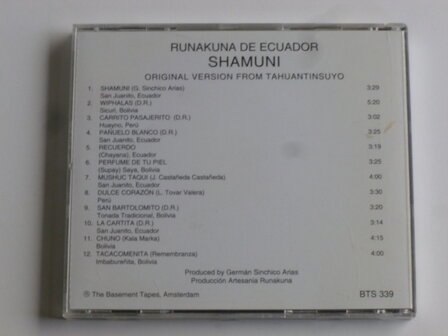 RUNAKUNA DE ECUADOR
SHAMUNI
ORIGINAL VERSION FROM TAHUANTINSUYO
1. SHAMUNI (G. Sinchico Arias) 3:29
San Juanito, Ecuador
2. WIPHALAS (D.R.) 5:20
Sicuri, Bolivia
3. CARRITO PASAJERITO (D.R.) 3:02
Huayno, Perú
4. PAÑUELO BLANCO (D.R.) 3:25
San Juanito, Ecuador
5. RECUERDO 3:19
(Chayena), Ecuador
6. PERFUME DE TU PIEL 3:25
(Supay) Saya, Bolivia
7. MUSHUC TAQUI (J. Castañeda Castañeda) 4:00
San Juanito, Ecuador
8. DULCE CORAZÓN (L. Tovar Valera) 3:30
Perú
9. SAN BARTOLOMITO (D.R.) 3:20
Tonada Tradicional, Bolivia
10. LA CARTITA (D.R.) 3:14
San Juanito, Ecuador
11. CHUNO (Kala Marka) 4:15
Bolivia
12. TACACOMENITA (Remembranza) 4:00
Imbabureñita, Bolivia
Produced by Germán Sinchico Arias
Producción Artesanía Runakuna
℗ The Basement Tapes, Amsterdam BTS 339